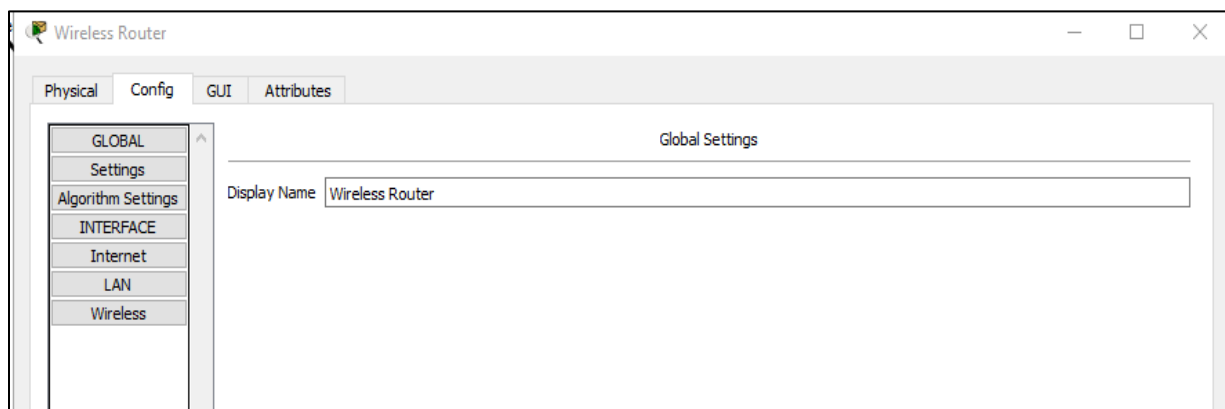 Wireless Router
Physical Config GUI Attributes
GLOBAL
Settings
Algorithm Settings
INTERFACE
Internet
LAN
Wireless
Global Settings
Display Name Wireless Router